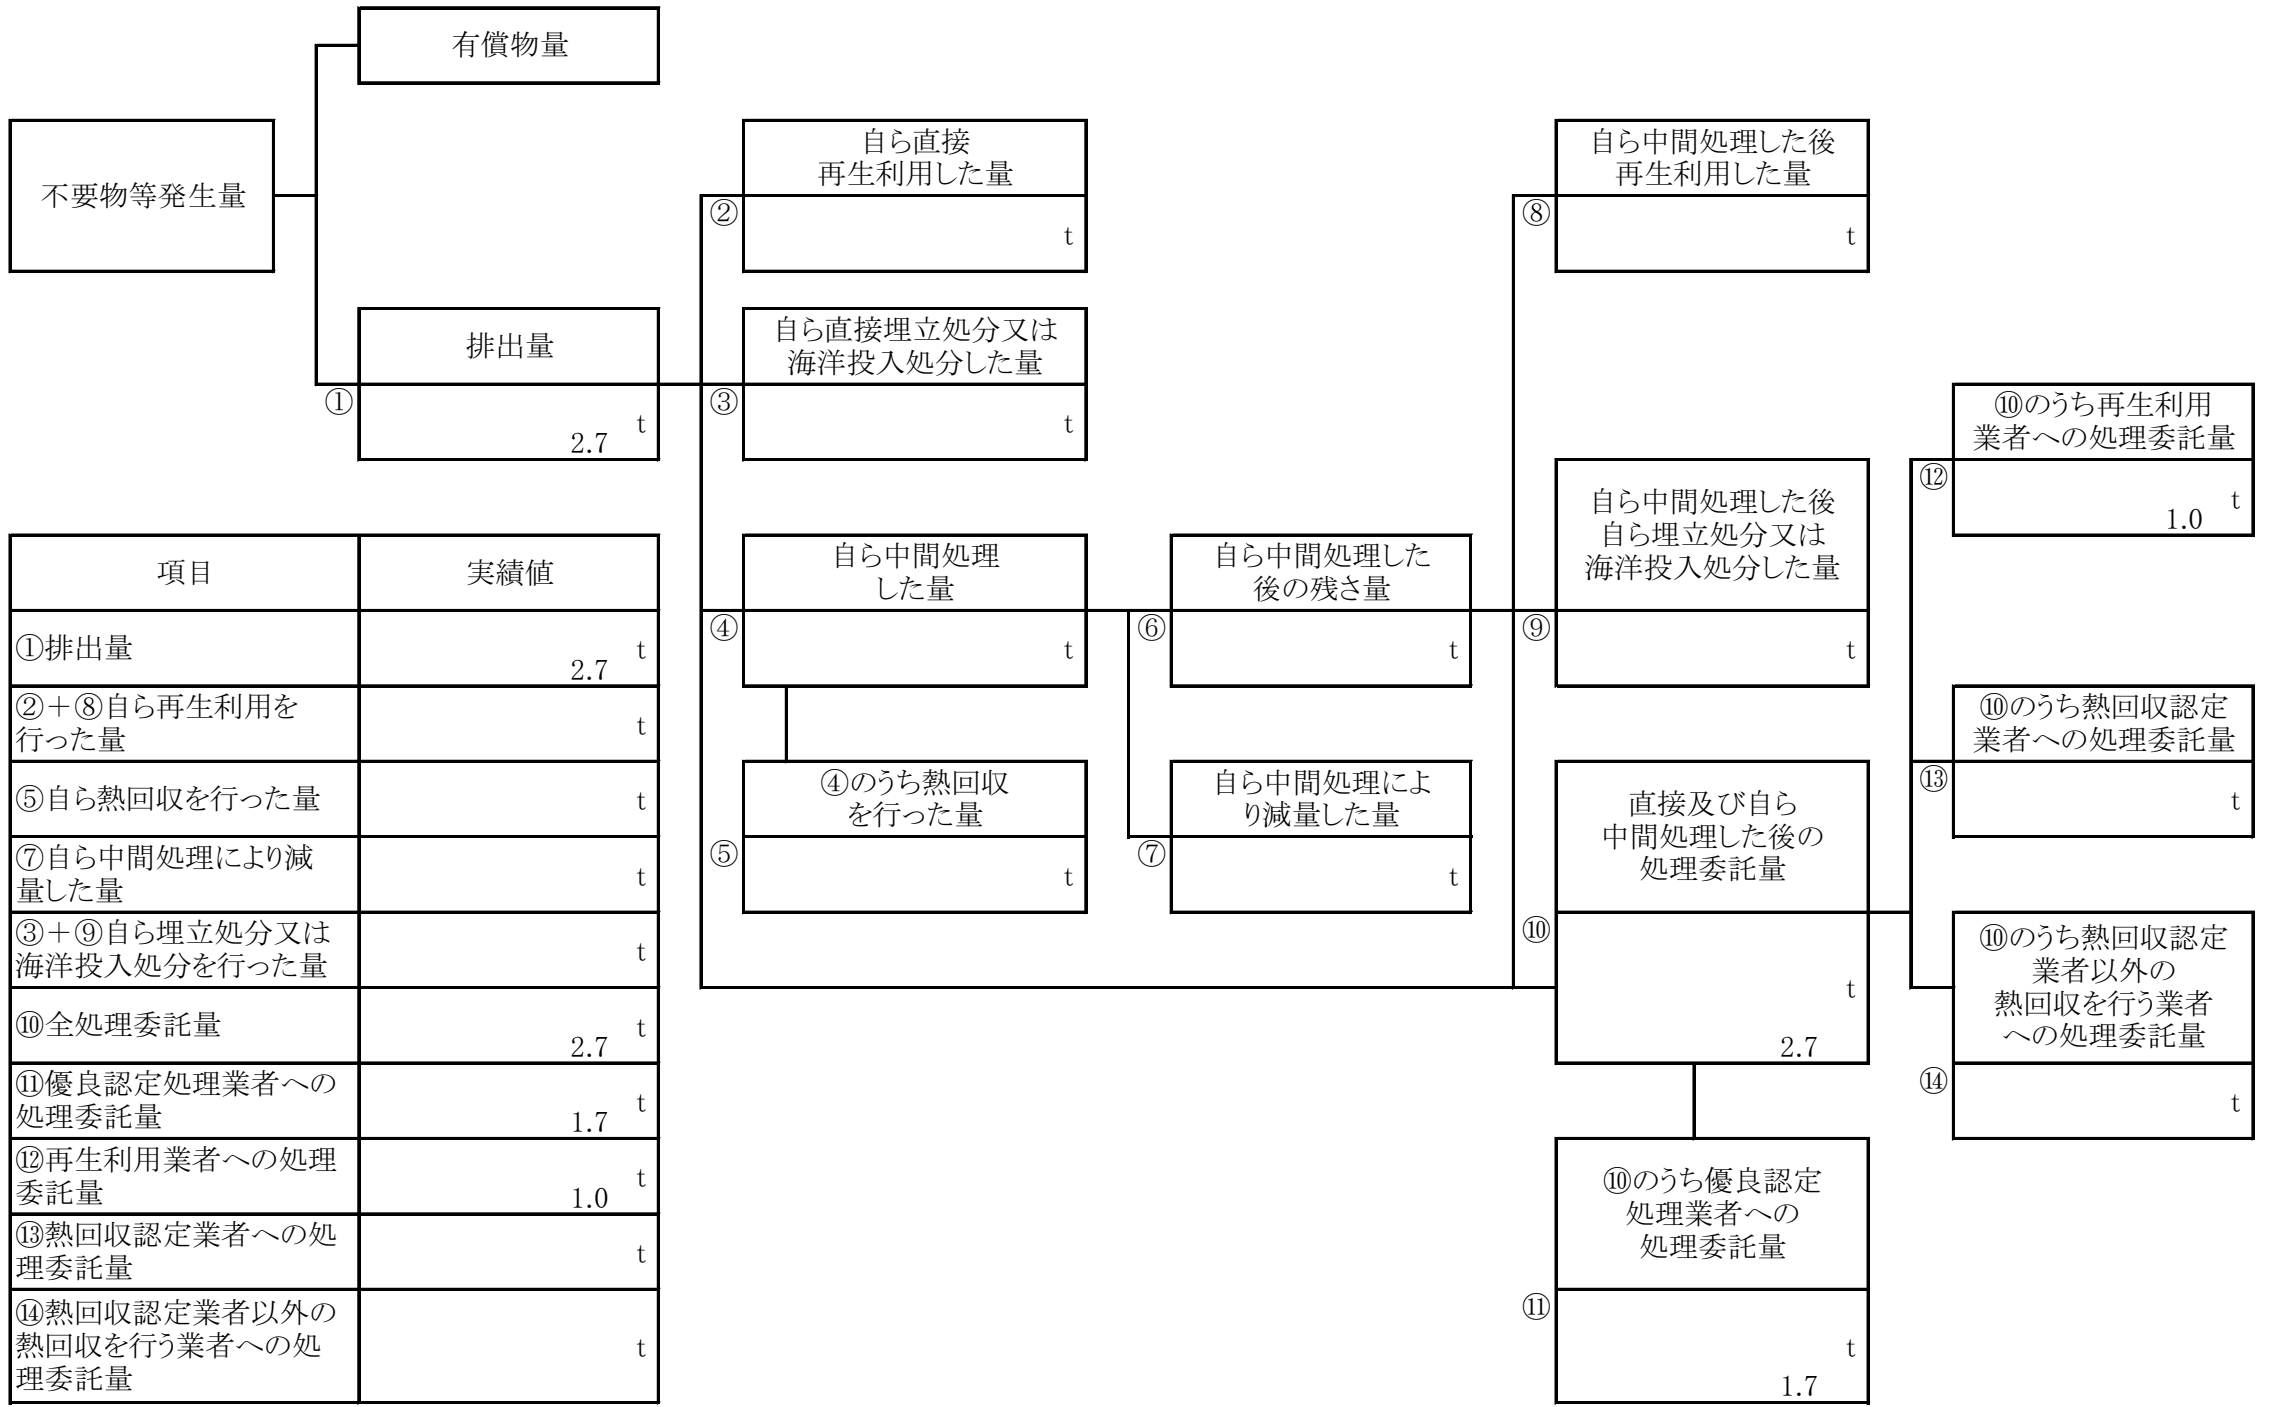 有償物量
不要物等発生量
自ら直接
再生利用した量
②
t
自ら中間処理した後
再生利用した量
⑧
t
排出量
①
t
2.7
自ら直接埋立処分又は
海洋投入処分した量
③
t
⑩のうち再生利用
業者への処理委託量
⑫
t
1.0
自ら中間処理
した量
④
t
自ら中間処理した
後の残さ量
⑥
t
自ら中間処理した後
自ら埋立処分又は
海洋投入処分した量
⑨
t
④のうち熱回収
を行った量
⑤
t
自ら中間処理によ
り減量した量
⑦
t
直接及び自ら
中間処理した後の
処理委託量
⑩
t
2.7
⑩のうち熱回収認定
業者への処理委託量
⑬
t
⑩のうち熱回収認定
業者以外の
熱回収を行う業者
への処理委託量
⑭
t
⑩のうち優良認定
処理業者への
処理委託量
⑪
t
1.7
項目
実績値
①排出量
t
2.7
②+⑧自ら再生利用を
行った量
t
⑤自ら熱回収を行った量
t
⑦自ら中間処理により減
量した量
t
③+⑨自ら埋立処分又は
海洋投入処分を行った量
t
⑩全処理委託量
t
2.7
⑪優良認定処理業者への
処理委託量
t
1.7
⑫再生利用業者への処理
委託量
t
1.0
⑬熱回収認定業者への処
理委託量
t
⑭熱回収認定業者以外の
熱回収を行う業者への処
理委託量
t